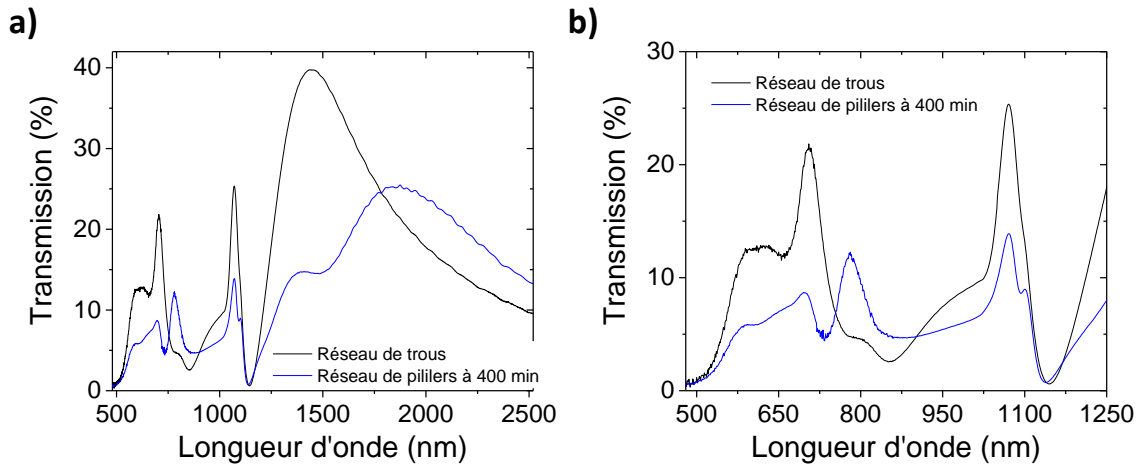 a)
Transmission (%)
40
30
20
10
0
500
1000
1500
2000
2500
Longueur d'onde (nm)
Réseau de trous
Réseau de pililers à 400 min
b)
Transmission (%)
30
20
10
0
500
650
800
950
1100
1250
Longueur d'onde (nm)
Réseau de trous
Réseau de pililers à 400 min